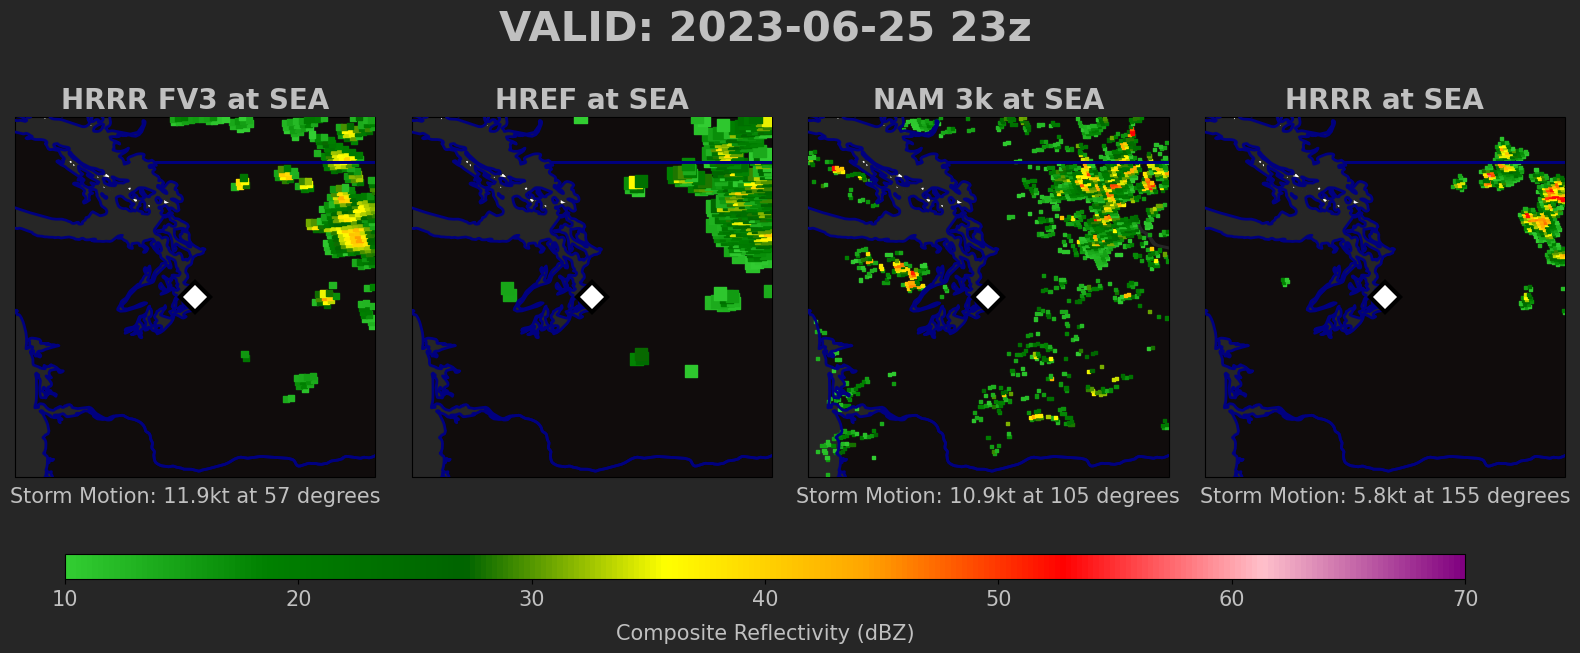 VALID: 2023-06-25 23z
HRRR FV3 at SEA
HREF at SEA
NAM 3k at SEA
HRRR at SEA
Storm Motion: 11.9kt at 57 degrees
Storm Motion: 10.9kt at 105 degrees
Storm Motion: 5.8kt at 155 degrees
10 20 30 40 50 60 70
Composite Reflectivity (dBZ)